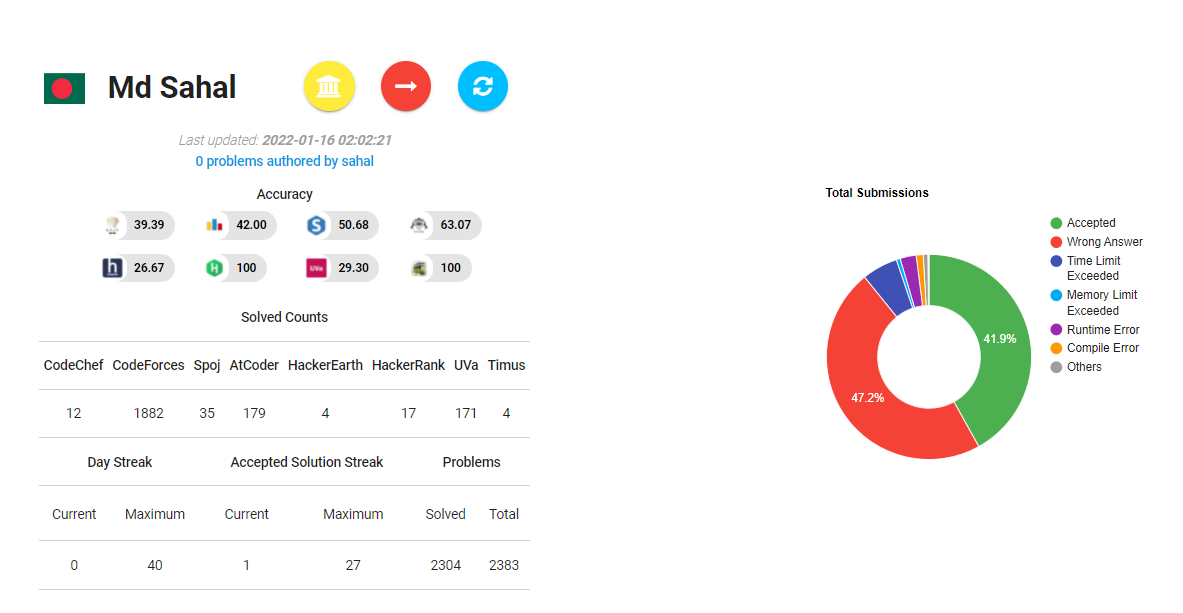 Md Sahal
Last updated: 2022-01-16 02:02:21
0 problems authored by sahal
Accuracy
39.39 42.00 50.68 63.07
h 26.67 H 100 UVa 29.30 100
Solved Counts
CodeChef CodeForces Spoj AtCoder HackerEarth HackerRank UVa Timus
12 1882 35 179 4 17 171 4
Day Streak Accepted Solution Streak Problems
Current Maximum Current Maximum Solved Total
0 40 1 27 2304 2383
Total Submissions
41.9%
47.2%
Accepted
Wrong Answer
Time Limit
Exceeded
Memory Limit
Exceeded
Runtime Error
Compile Error
Others